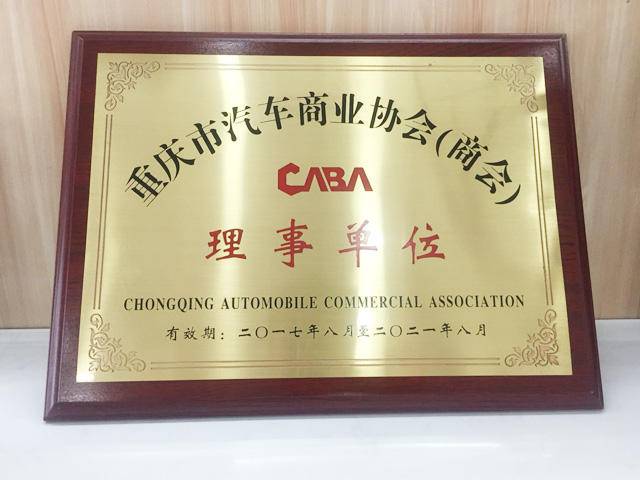 重庆市汽车商业协会(商会)
CABA
理事单位
CHONGQING AUTOMOBILE COMMERCIAL ASSOCIATION
有效期：二〇一七年八月至二〇二一年八月